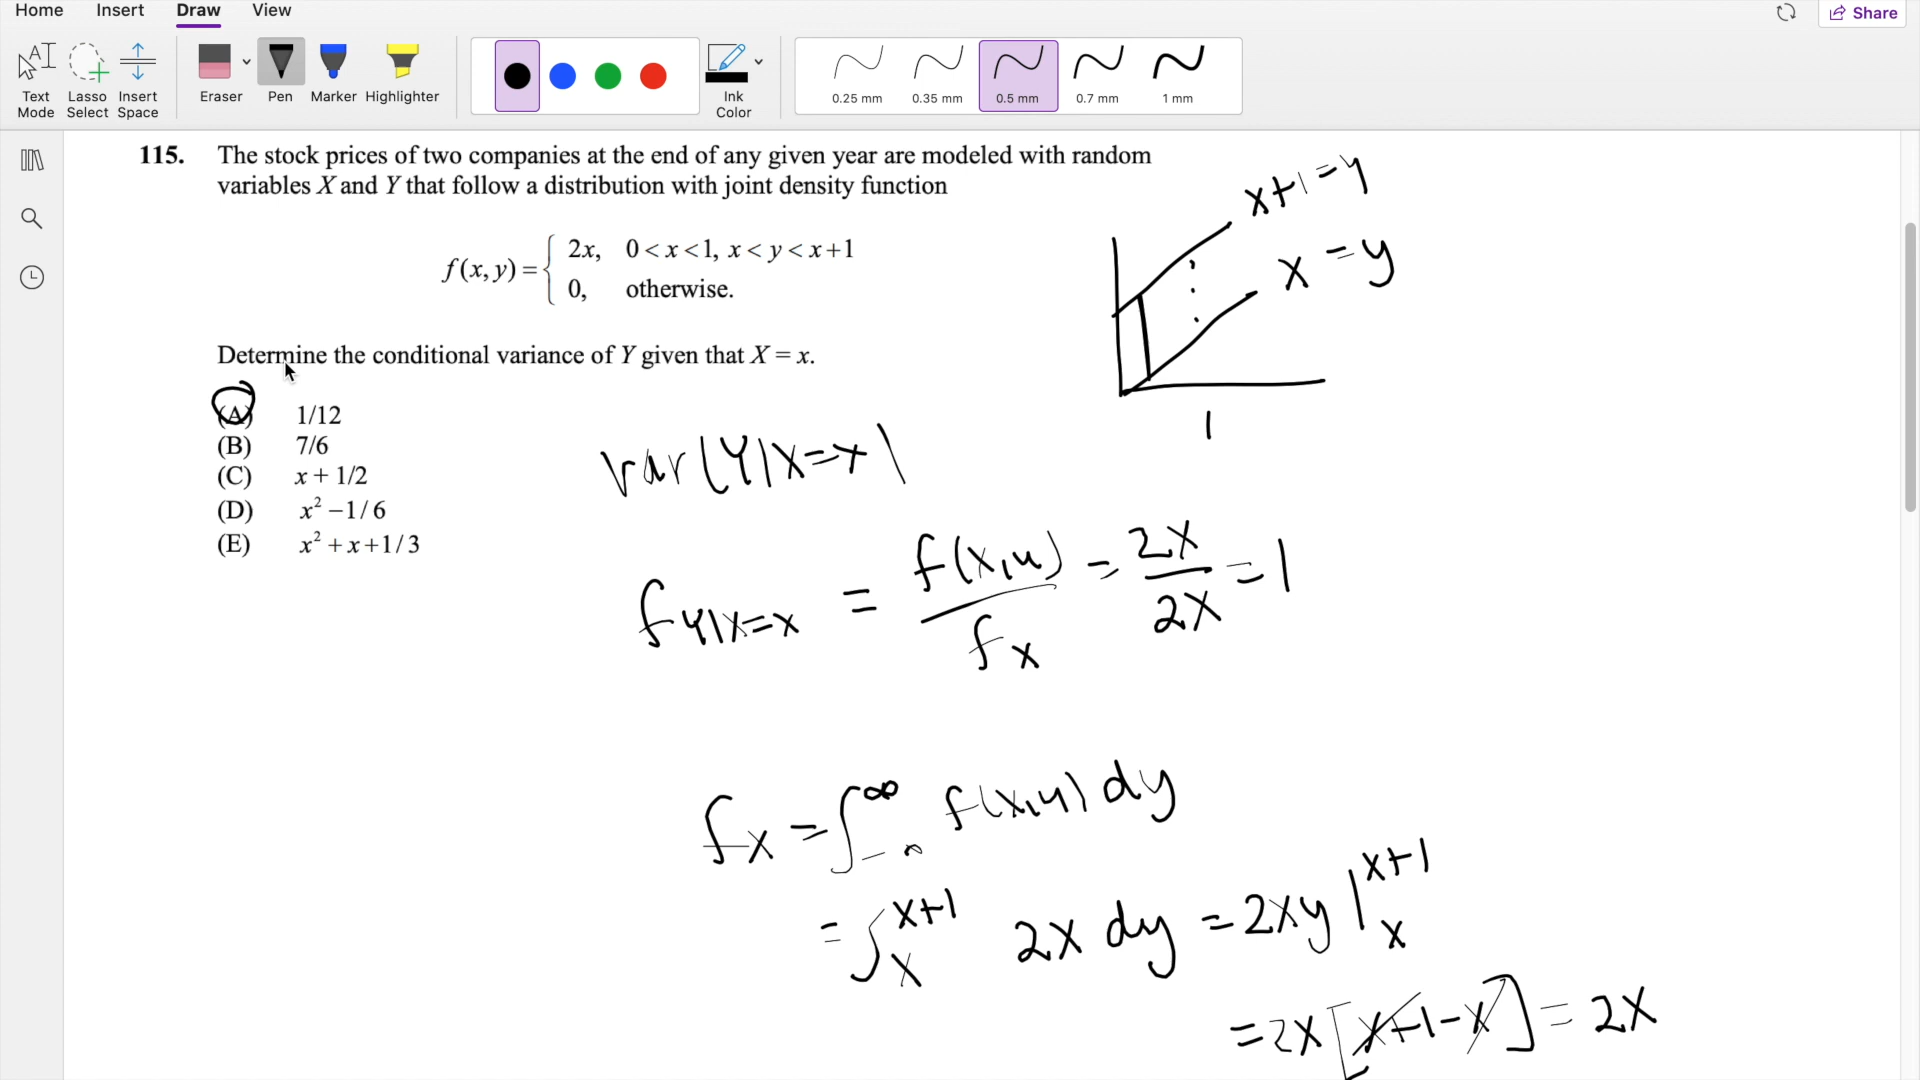 Home Insert Draw View Share
Text Mode Lasso Select Insert Space Eraser Pen Marker Highlighter Ink Color 0.25 mm 0.35 mm 0.5 mm 0.7 mm 1 mm
115. The stock prices of two companies at the end of any given year are modeled with random
variables X and Y that follow a distribution with joint density function
f(x, y) = { 2x, 0 < x < 1, x < y < x + 1
0, otherwise.
x+1=y
x=y
1
Determine the conditional variance of Y given that X = x.
(A) 1/12
(B) 7/6
(C) x + 1/2
(D) x² − 1/6
(E) x² + x + 1/3
Var(Y|X=x)
f Y|X=x = f(x,y)/f x = 2x/2x = 1
f x = ∫_{-∞}^{∞} f(x,y) dy
= ∫_x^{x+1} 2x dy = 2xy |_x^{x+1}
= 2x [x+1-x] = 2x